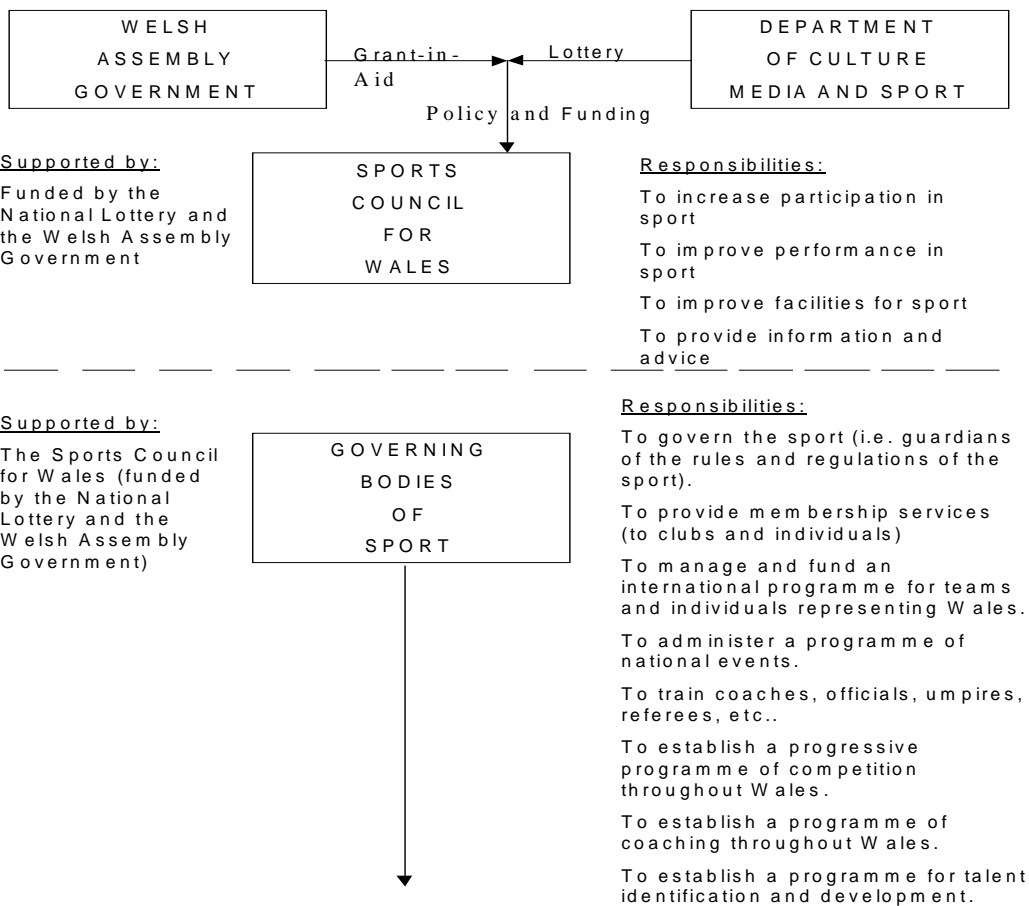 WELSH
ASSEMBLY
GOVERNMENT
Grant-in-
Aid
Lottery
DEPARTMENT
OF CULTURE
MEDIA AND SPORT
Policy and Funding
Supported by:
Funded by the
National Lottery and
the Welsh Assembly
Government
SPORTS
COUNCIL
FOR
WALES
Responsibilities:
To increase participation in
sport
To improve performance in
sport
To improve facilities for sport
To provide information and
advice
Supported by:
The Sports Council
for Wales (funded
by the National
Lottery and the
Welsh Assembly
Government)
GOVERNING
BODIES
OF
SPORT
Responsibilities:
To govern the sport (i.e. guardians
of the rules and regulations of the
sport).
To provide membership services
(to clubs and individuals)
To manage and fund an
international programme for teams
and individuals representing Wales.
To administer a programme of
national events.
To train coaches, officials, umpires,
referees, etc..
To establish a progressive
programme of competition
throughout Wales.
To establish a programme of
coaching throughout Wales.
To establish a programme for talent
identification and development.